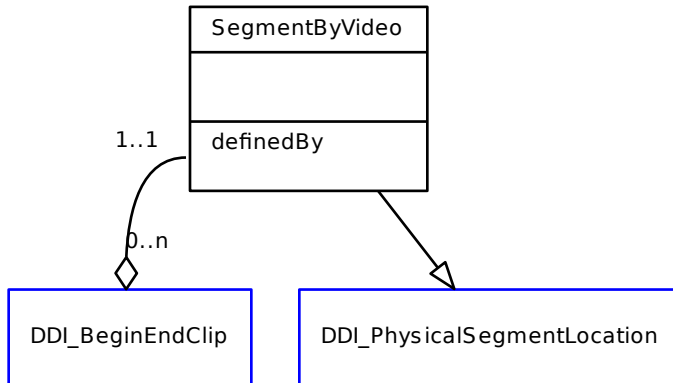 SegmentByVideo
1..1
definedBy
0..n
DDI_BeginEndClip
DDI_PhysicalSegmentLocation